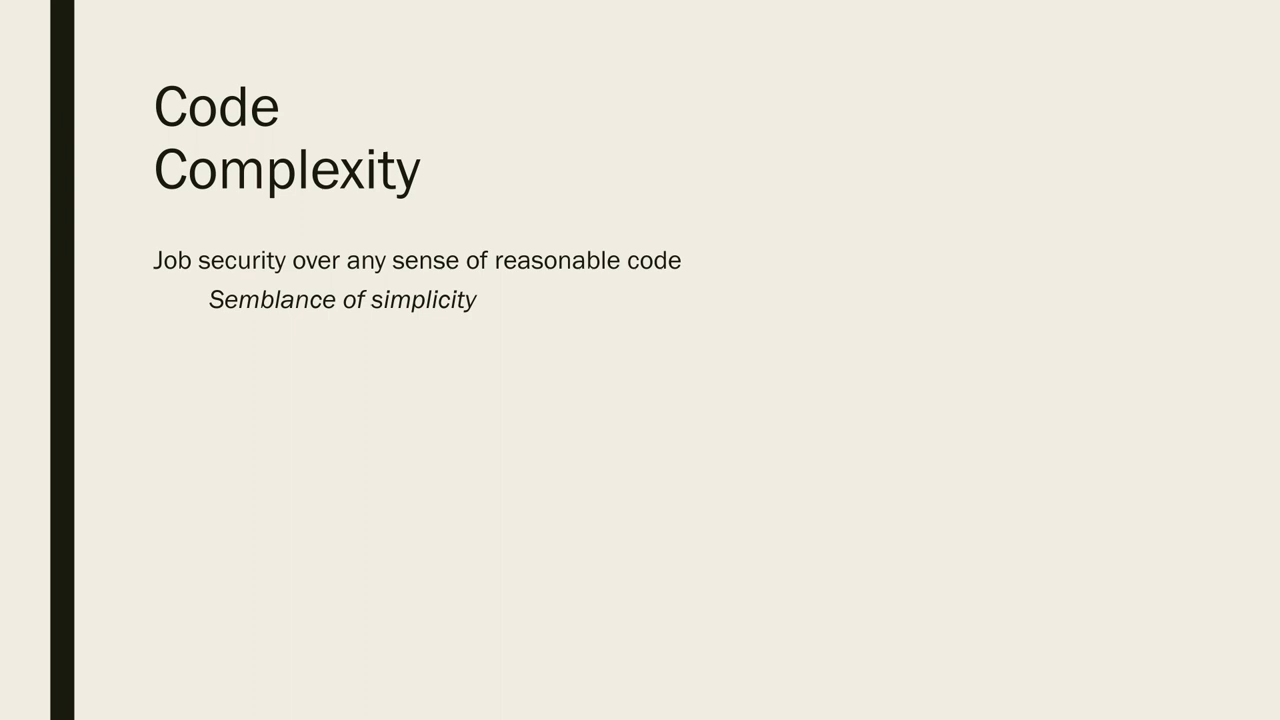 Code
Complexity
Job security over any sense of reasonable code
Semblance of simplicity